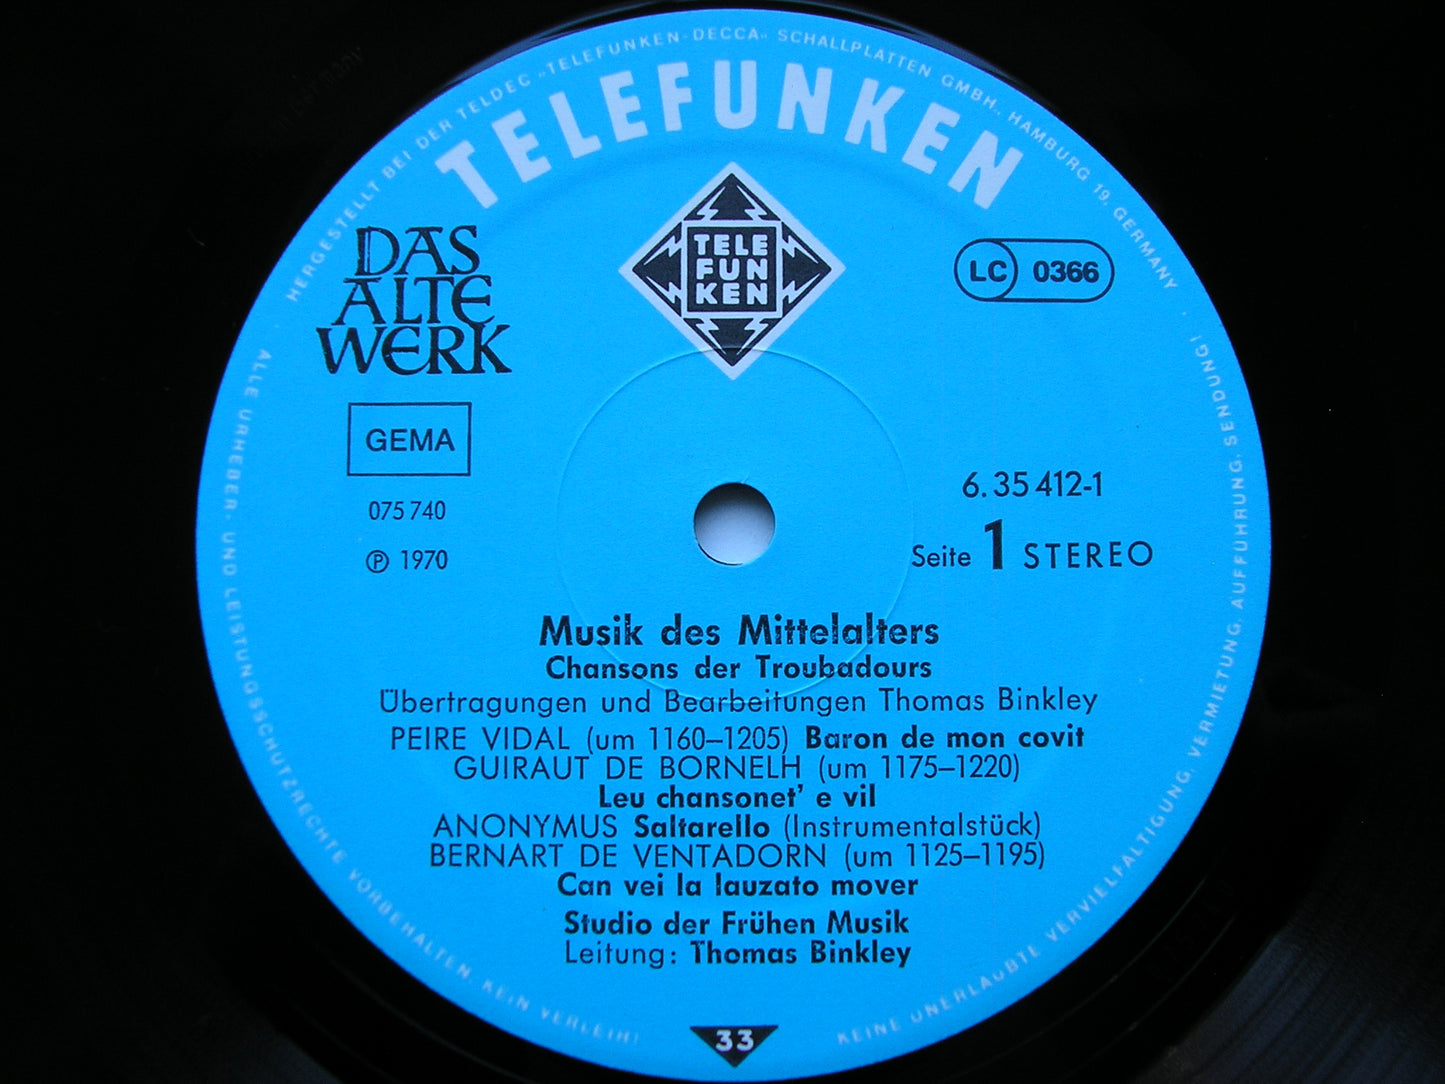 HERGESTELLT BEI DER TELDEC „TELEFUNKEN-DECCA" SCHALLPLATTEN GMBH., HAMBURG 19, GERMANY
TELEFUNKEN
TELE
FUN
KEN
DAS
ALTE
WERK
LC 0366
GEMA
075 740
Ⓟ 1970
6.35 412-1
Seite 1 STEREO
Musik des Mittelalters
Chansons der Troubadours
Übertragungen und Bearbeitungen Thomas Binkley
PEIRE VIDAL (um 1160–1205) Baron de mon covit
GUIRAUT DE BORNELH (um 1175–1220)
Leu chansonet' e vil
ANONYMUS Saltarello (Instrumentalstück)
BERNART DE VENTADORN (um 1125–1195)
Can vei la lauzato mover
Studio der Frühen Musik
Leitung: Thomas Binkley
33
ALLE URHEBER- UND LEISTUNGSSCHUTZRECHTE VORBEHALTEN. KEIN VERLEIH!
KEINE UNERLAUBTE VERVIELFALTIGUNG, VERMIETUNG, AUFFUHRUNG, SENDUNG!